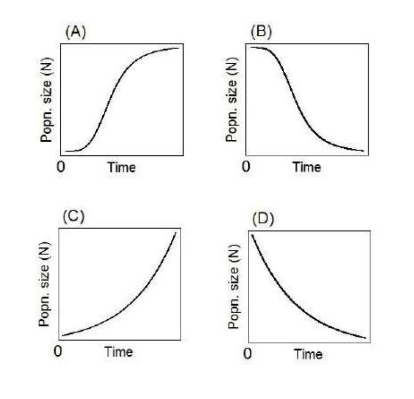 (A)
Popn. size (N)
0 Time
(B)
Popn. size (N)
0 Time
(C)
Popn. size (N)
0 Time
(D)
Popn. size (N)
0 Time